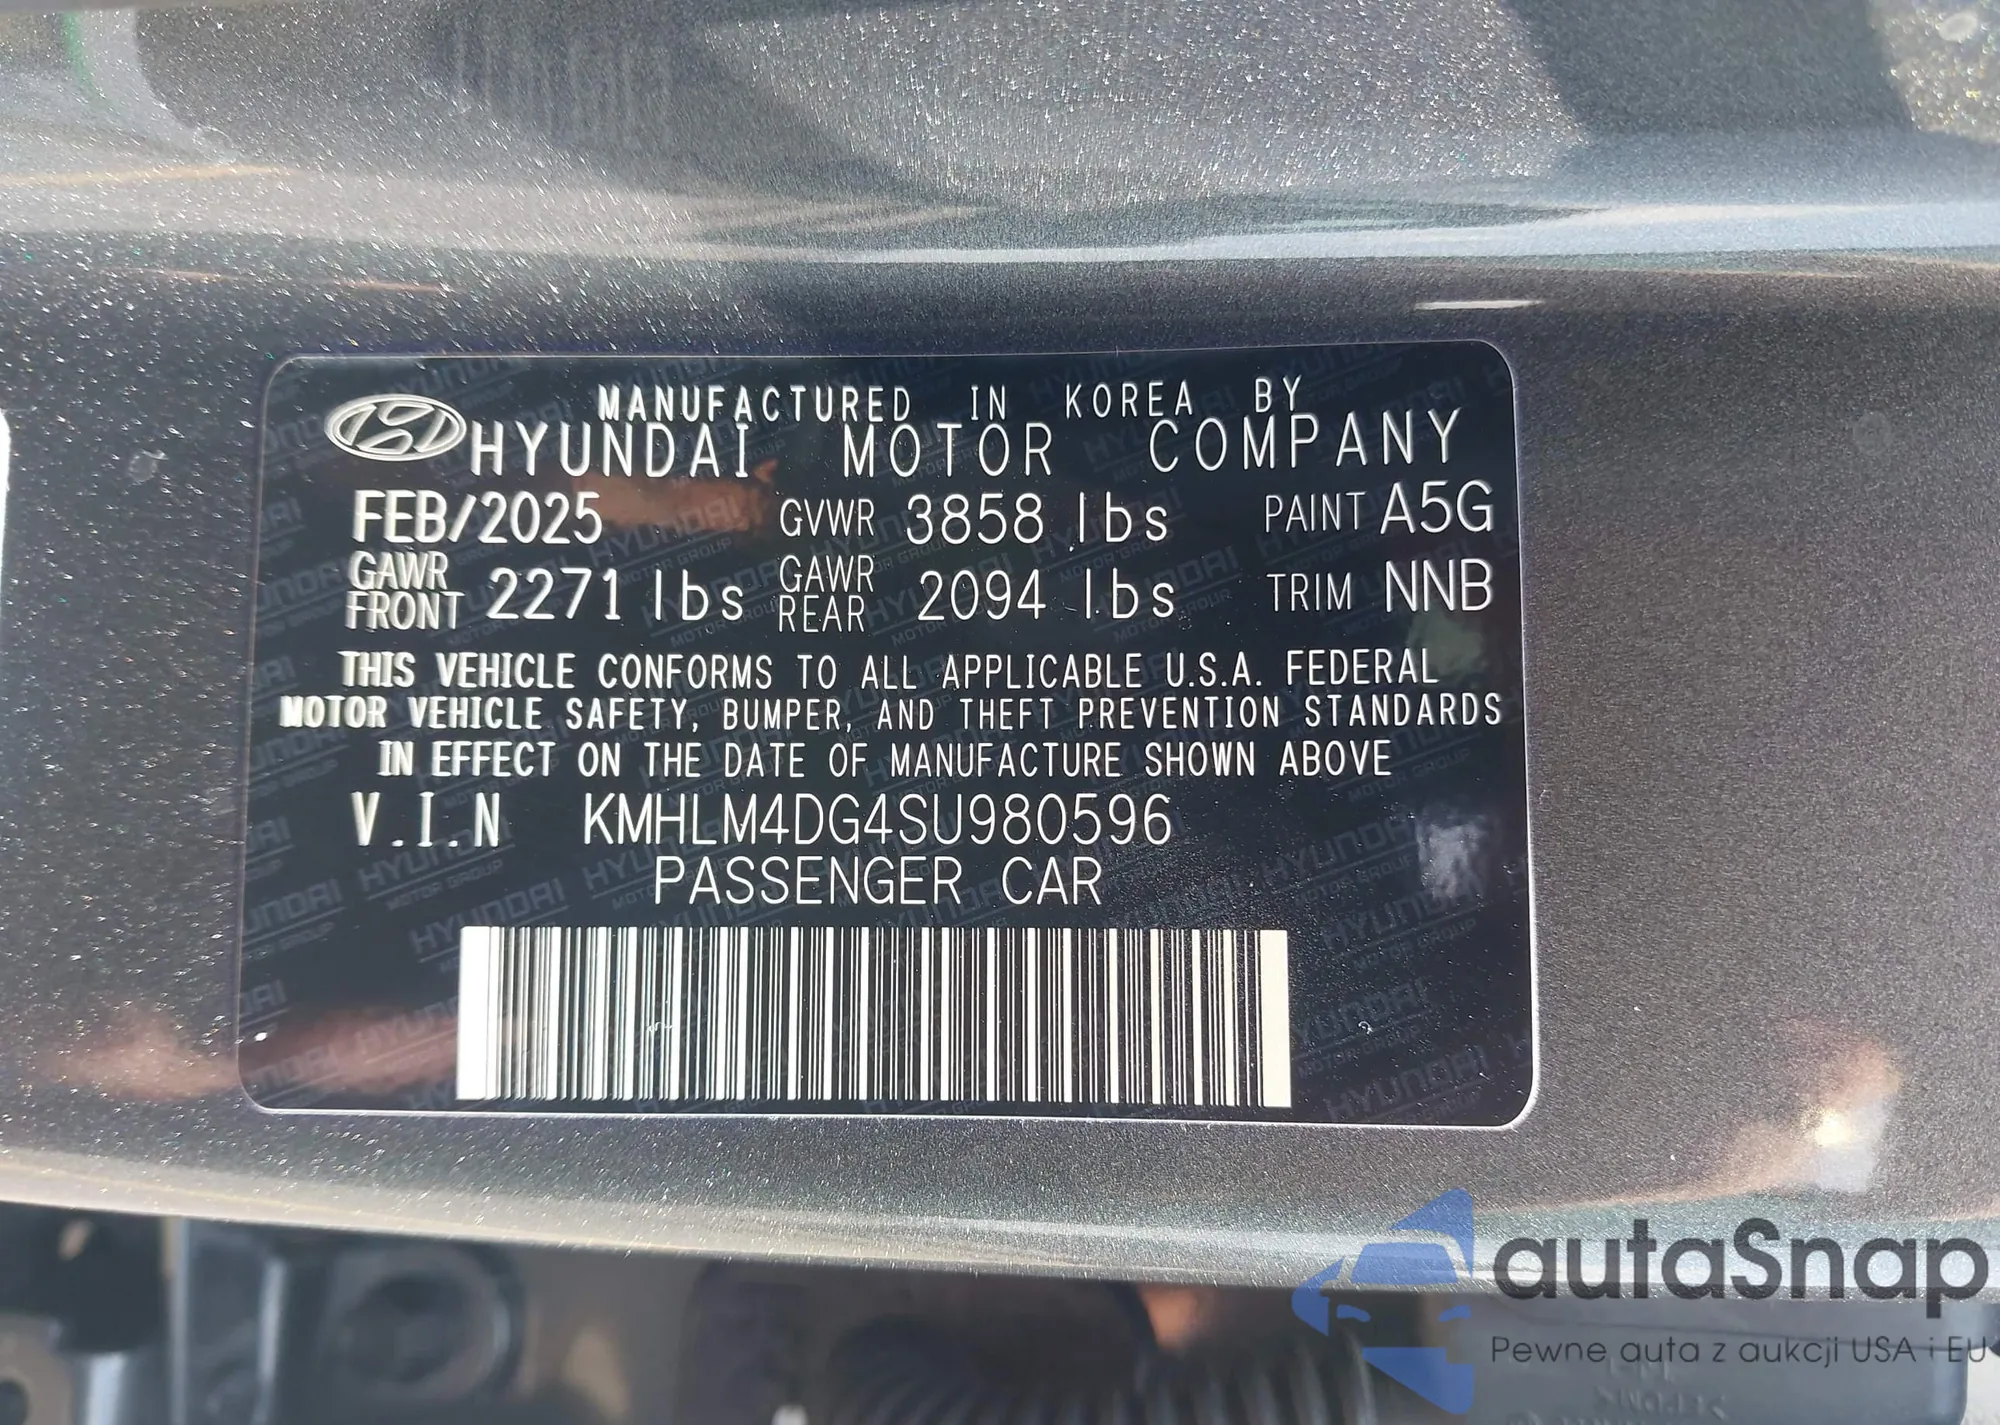 MANUFACTURED IN KOREA BY
HYUNDAI MOTOR COMPANY
FEB/2025 GVWR 3858 lbs PAINT A5G
GAWR FRONT 2271 lbs GAWR REAR 2094 lbs TRIM NNB
THIS VEHICLE CONFORMS TO ALL APPLICABLE U.S.A. FEDERAL
MOTOR VEHICLE SAFETY, BUMPER, AND THEFT PREVENTION STANDARDS
IN EFFECT ON THE DATE OF MANUFACTURE SHOWN ABOVE
V.I.N KMHLM4DG4SU980596
PASSENGER CAR
autaSnap
Pewne auta z aukcji USA i EU